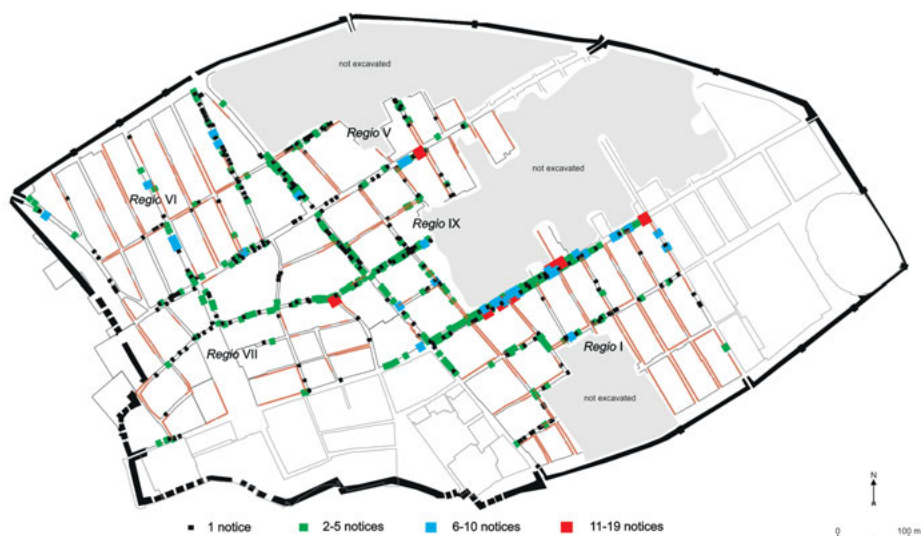 not excavated
Regio V
not excavated
Regio VI
Regio IX
Regio VII
Regio I
not excavated
N
1 notice 2-5 notices 6-10 notices 11-19 notices
0 100 m